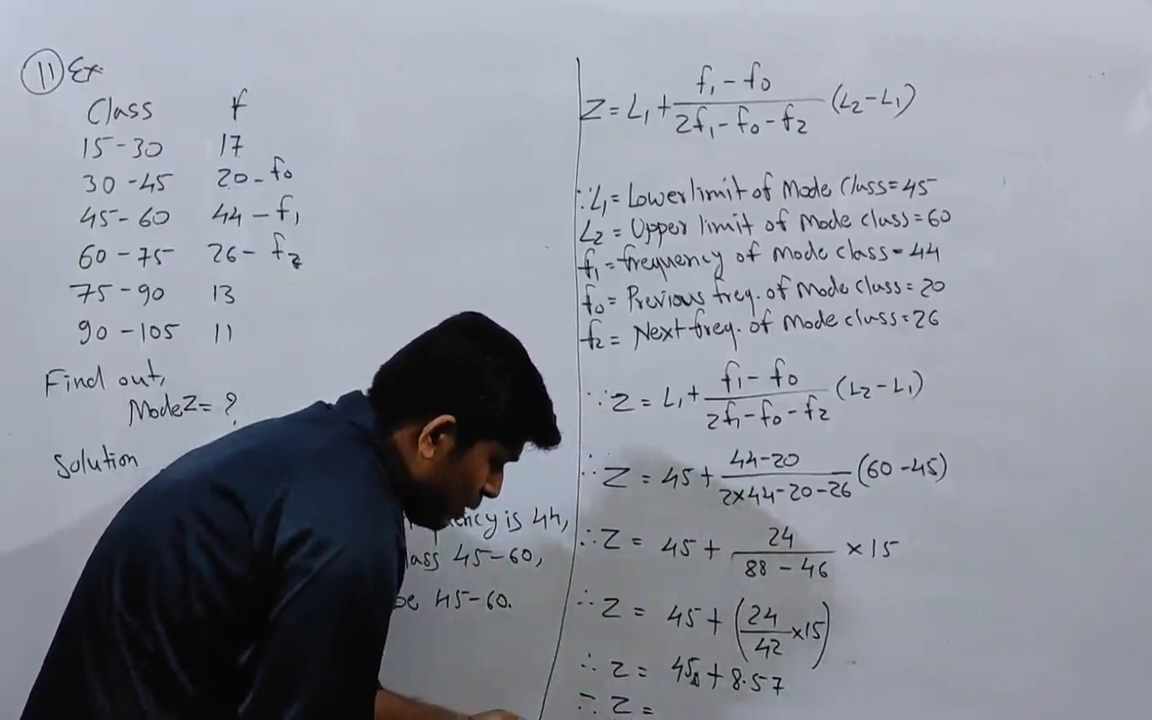 11 Ex
Class f
15-30 17
30-45 20-f₀
45-60 44-f₁
60-75 26-f₂
75-90 13
90-105 11
Find out,
Mode Z = ?
Solution
is 44,
45-60,
be 45-60.
Z = L₁ + (f₁ - f₀)/(2f₁ - f₀ - f₂) (L₂ - L₁)
∵ L₁ = Lower limit of Mode Class = 45
L₂ = Upper limit of Mode class = 60
f₁ = frequency of Mode class = 44
f₀ = Previous freq. of Mode class = 20
f₂ = Next freq. of Mode class = 26
∵ Z = L₁ + (f₁ - f₀)/(2f₁ - f₀ - f₂) (L₂ - L₁)
∴ Z = 45 + (44-20)/(2×44-20-26) (60-45)
∴ Z = 45 + 24/(88-46) × 15
∴ Z = 45 + (24/42 × 15)
∴ Z = 45 + 8.57
∴ Z =